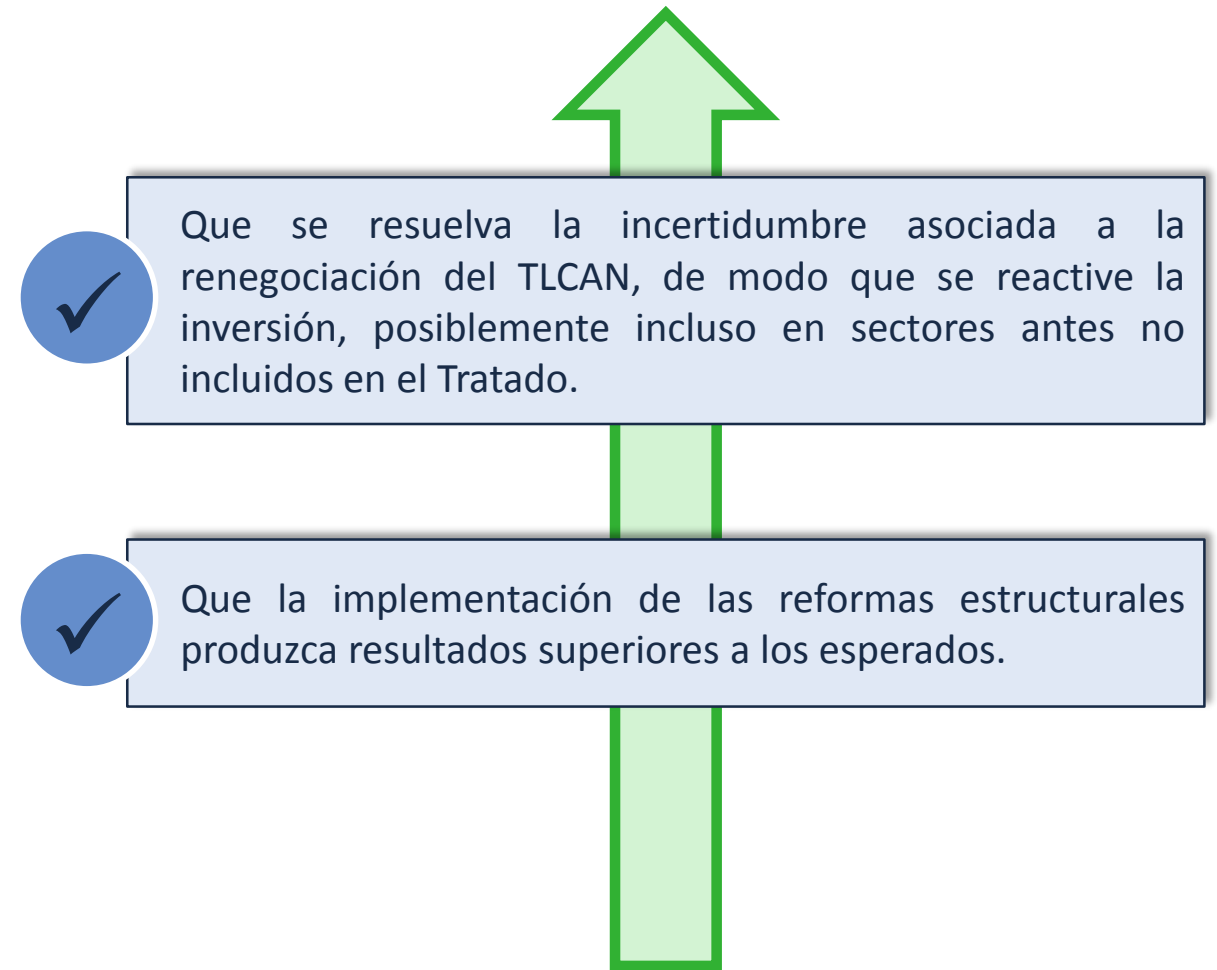 Que se resuelva la incertidumbre asociada a la
renegociación del TLCAN, de modo que se reactive la
inversión, posiblemente incluso en sectores antes no
incluidos en el Tratado.
Que la implementación de las reformas estructurales
produzca resultados superiores a los esperados.